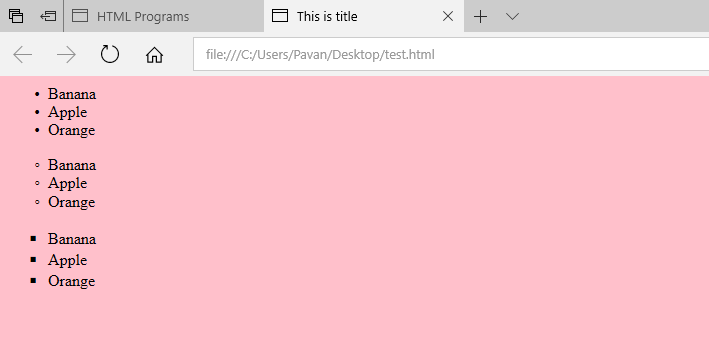 HTML Programs
This is title
file:///C:/Users/Pavan/Desktop/test.html
Banana
Apple
Orange
Banana
Apple
Orange
Banana
Apple
Orange